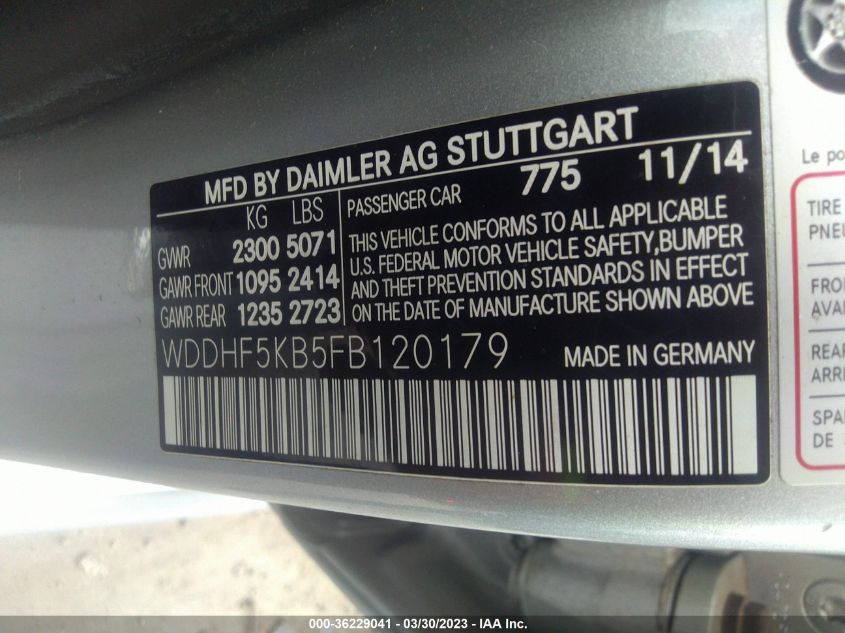 MFD BY DAIMLER AG STUTTGART
KG LBS
GVWR 2300 5071
GAWR FRONT 1095 2414
GAWR REAR 1235 2723
PASSENGER CAR 775 11/14
THIS VEHICLE CONFORMS TO ALL APPLICABLE
U.S. FEDERAL MOTOR VEHICLE SAFETY, BUMPER
AND THEFT PREVENTION STANDARDS IN EFFECT
ON THE DATE OF MANUFACTURE SHOWN ABOVE
WDDHF5KB5FB120179 MADE IN GERMANY
Le
TIRE
FRO
REAR
SPA
DE
000-36229041 - 03/30/2023 - IAA Inc.